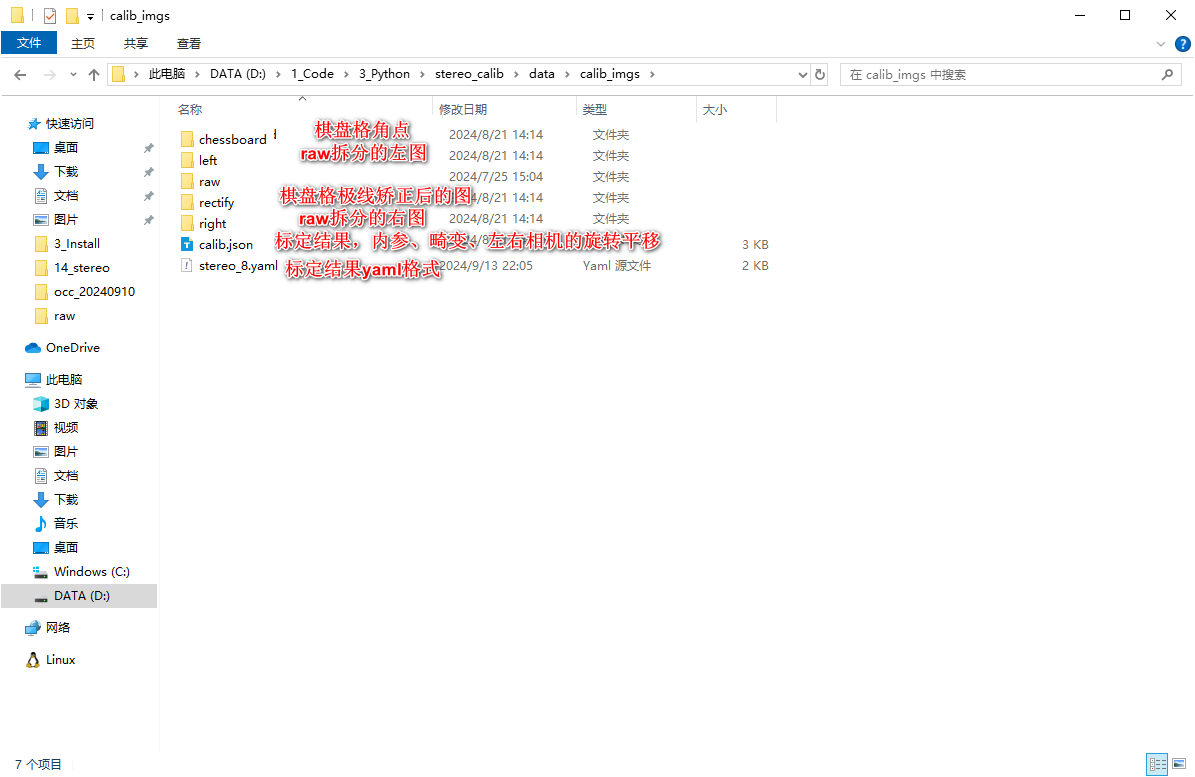 calib_imgs
文件 主页 共享 查看
此电脑 DATA (D:) 1_Code 3_Python stereo_calib data calib_imgs
在 calib_imgs 中搜索
名称 修改日期 类型 大小
chessboard 棋盘格角点 2024/8/21 14:14 文件夹
left raw拆分的左图 2024/8/21 14:14 文件夹
raw 2024/7/25 15:04 文件夹
rectify 棋盘格极线矫正后的图 4/8/21 14:14 文件夹
right raw拆分的右图 2024/8/21 14:14 文件夹
calib.json 标定结果，内参、畸变、左右相机的旋转平移 3 KB
stereo_8.yaml 标定结果yaml格式 2024/9/13 22:05 Yaml 源文件 2 KB
快速访问
桌面
下载
文档
图片
3_Install
14_stereo
occ_20240910
raw
OneDrive
此电脑
3D 对象
视频
图片
文档
下载
音乐
桌面
Windows (C:)
DATA (D:)
网络
Linux
7 个项目